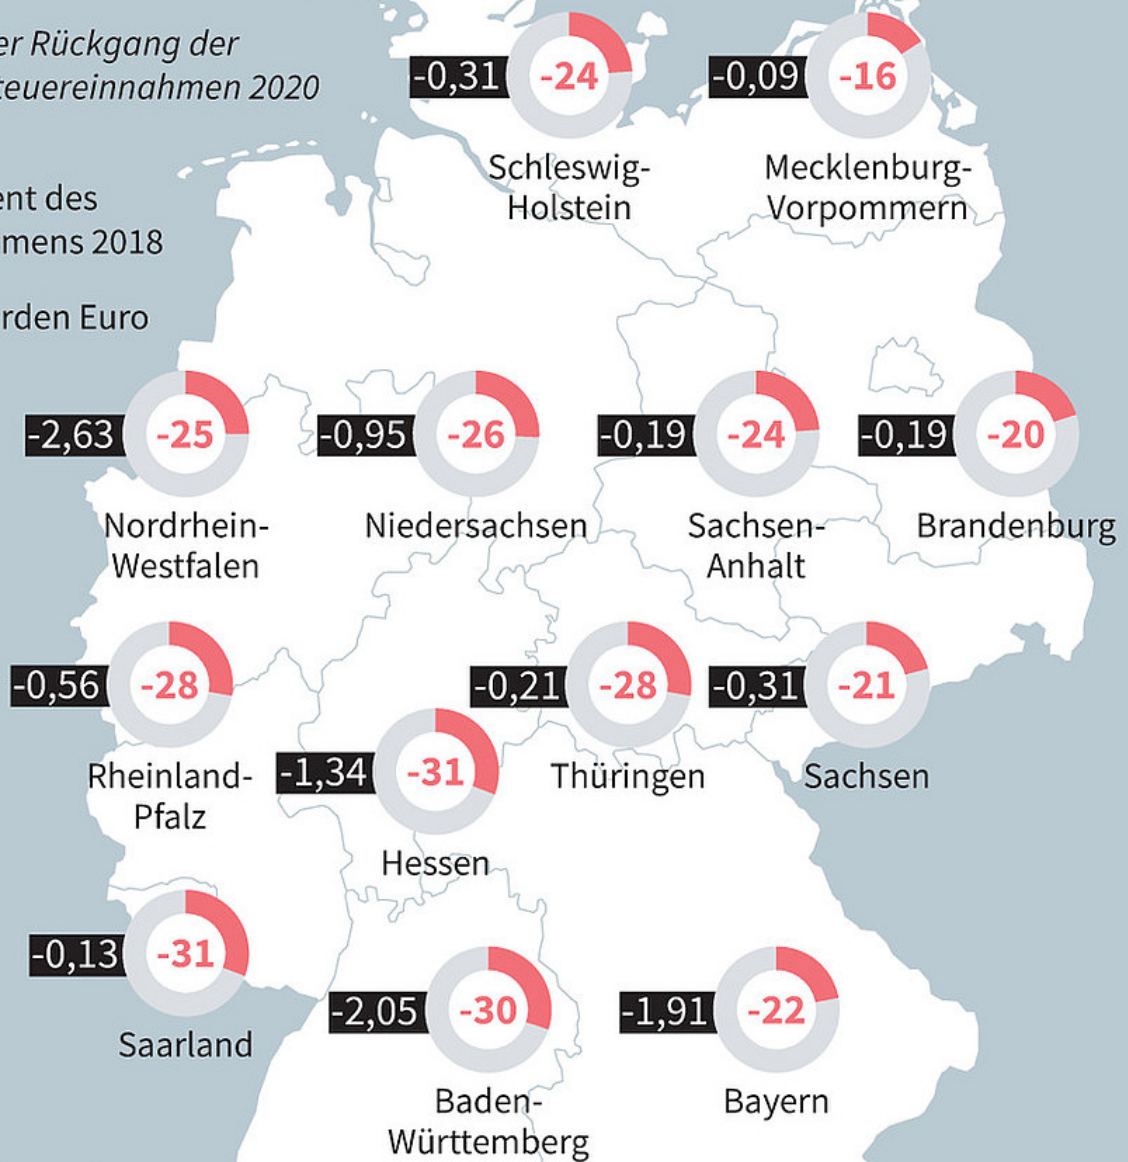 er Rückgang der
teuereinnahmen 2020
ent des
mens 2018
rden Euro
-0,31 -24
Schleswig-
Holstein
-0,09 -16
Mecklenburg-
Vorpommern
-2,63 -25
Nordrhein-
Westfalen
-0,95 -26
Niedersachsen
-0,19 -24
Sachsen-
Anhalt
-0,19 -20
Brandenburg
-0,56 -28
Rheinland-
Pfalz
-1,34 -31
Hessen
-0,21 -28
Thüringen
-0,31 -21
Sachsen
-0,13 -31
Saarland
-2,05 -30
Baden-
Württemberg
-1,91 -22
Bayern